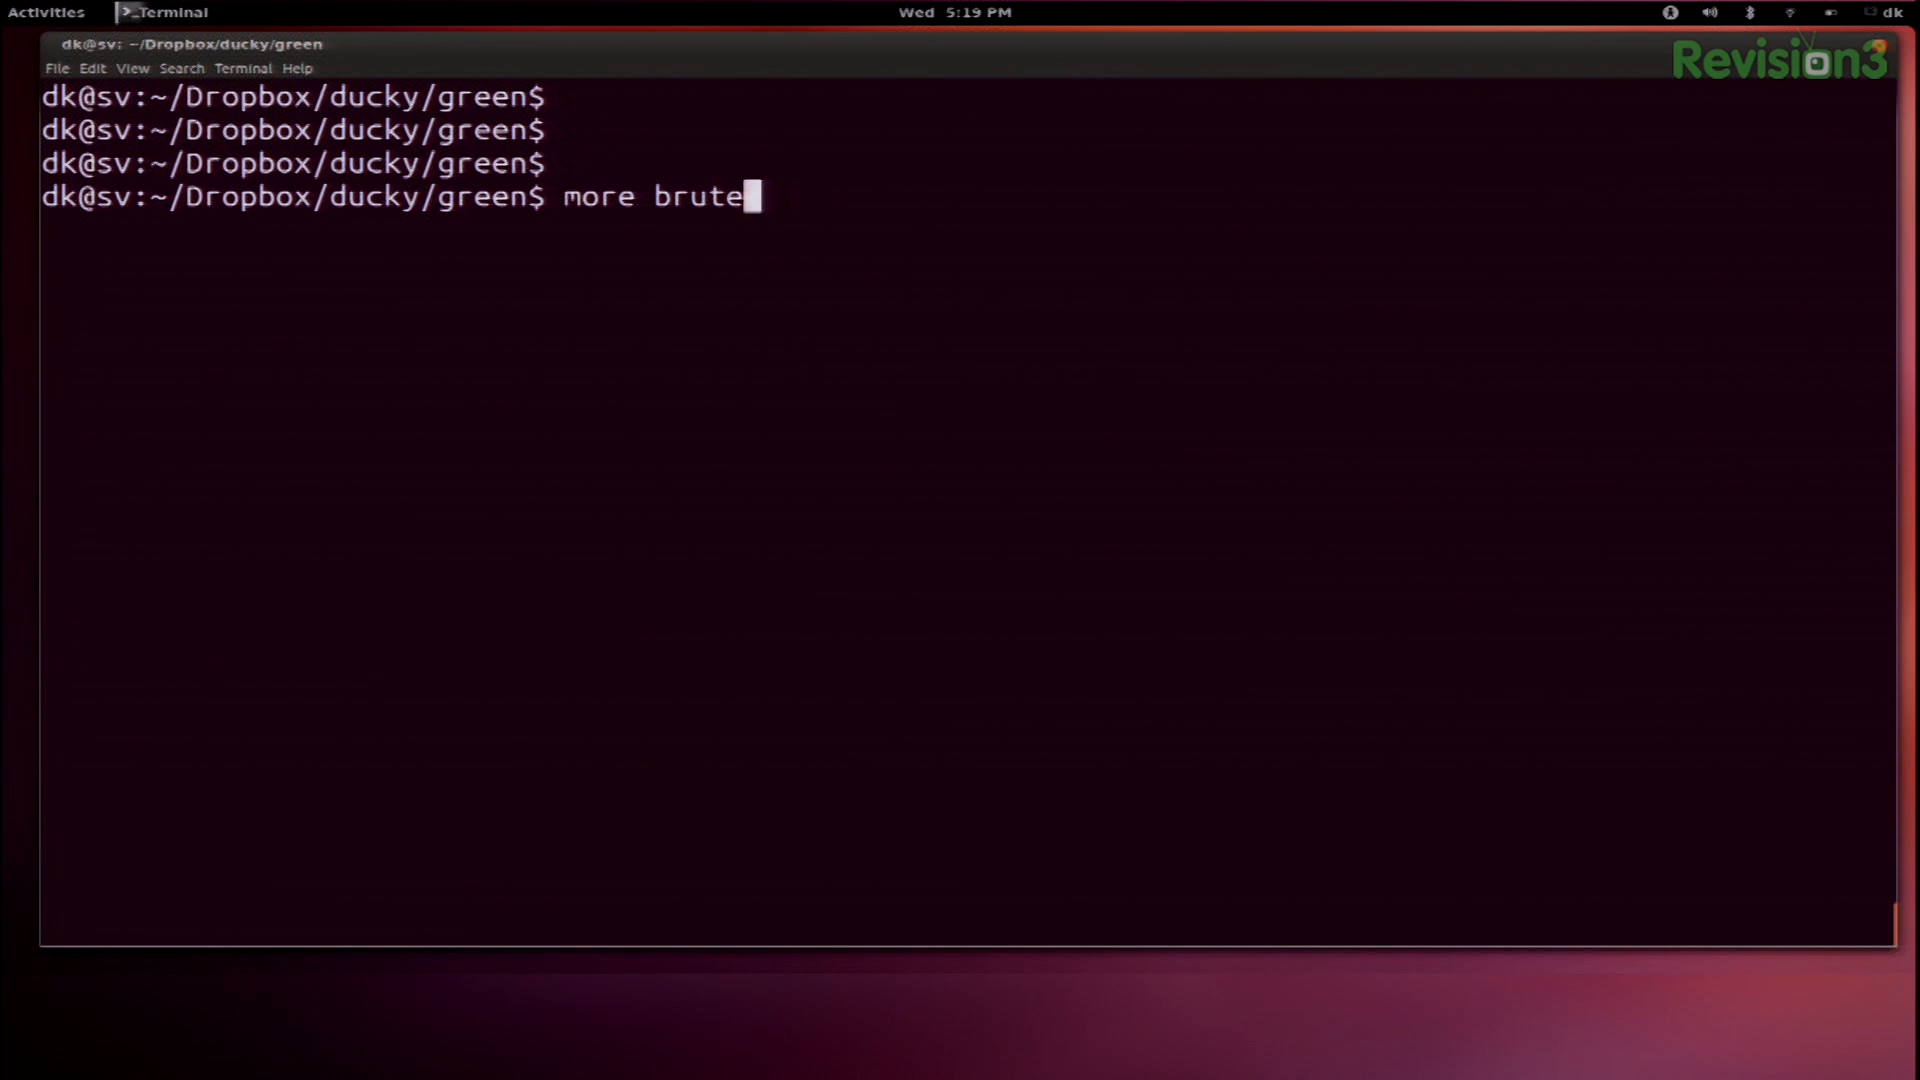 Activities >_Terminal Wed 5:19 PM dk
dk@sv: ~/Dropbox/ducky/green
Revision3
File Edit View Search Terminal Help
dk@sv:~/Dropbox/ducky/green$
dk@sv:~/Dropbox/ducky/green$
dk@sv:~/Dropbox/ducky/green$
dk@sv:~/Dropbox/ducky/green$ more brute